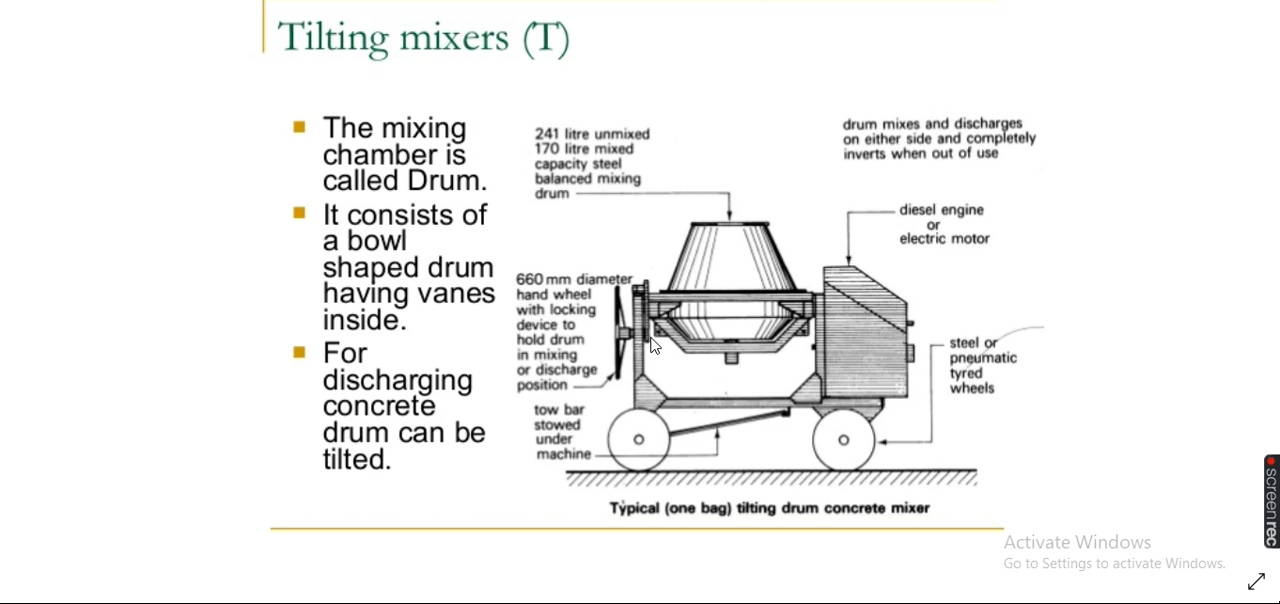 Tilting mixers (T)
The mixing
chamber is
called Drum.
It consists of
a bowl
shaped drum
having vanes
inside.
For
discharging
concrete
drum can be
tilted.
241 litre unmixed
170 litre mixed
capacity steel
balanced mixing
drum
drum mixes and discharges
on either side and completely
inverts when out of use
diesel engine
or
electric motor
660 mm diameter
hand wheel
with locking
device to
hold drum
in mixing
or discharge
position
steel or
pneumatic
tyred
wheels
tow bar
stowed
under
machine
Typical (one bag) tilting drum concrete mixer
Activate Windows
Go to Settings to activate Windows.
screenrec